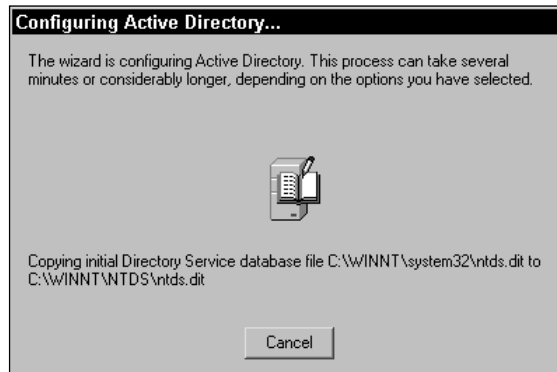 Configuring Active Directory...
The wizard is configuring Active Directory. This process can take several
minutes or considerably longer, depending on the options you have selected.
Copying initial Directory Service database file C:\WINNT\system32\ntds.dit to
C:\WINNT\NTDS\ntds.dit
Cancel